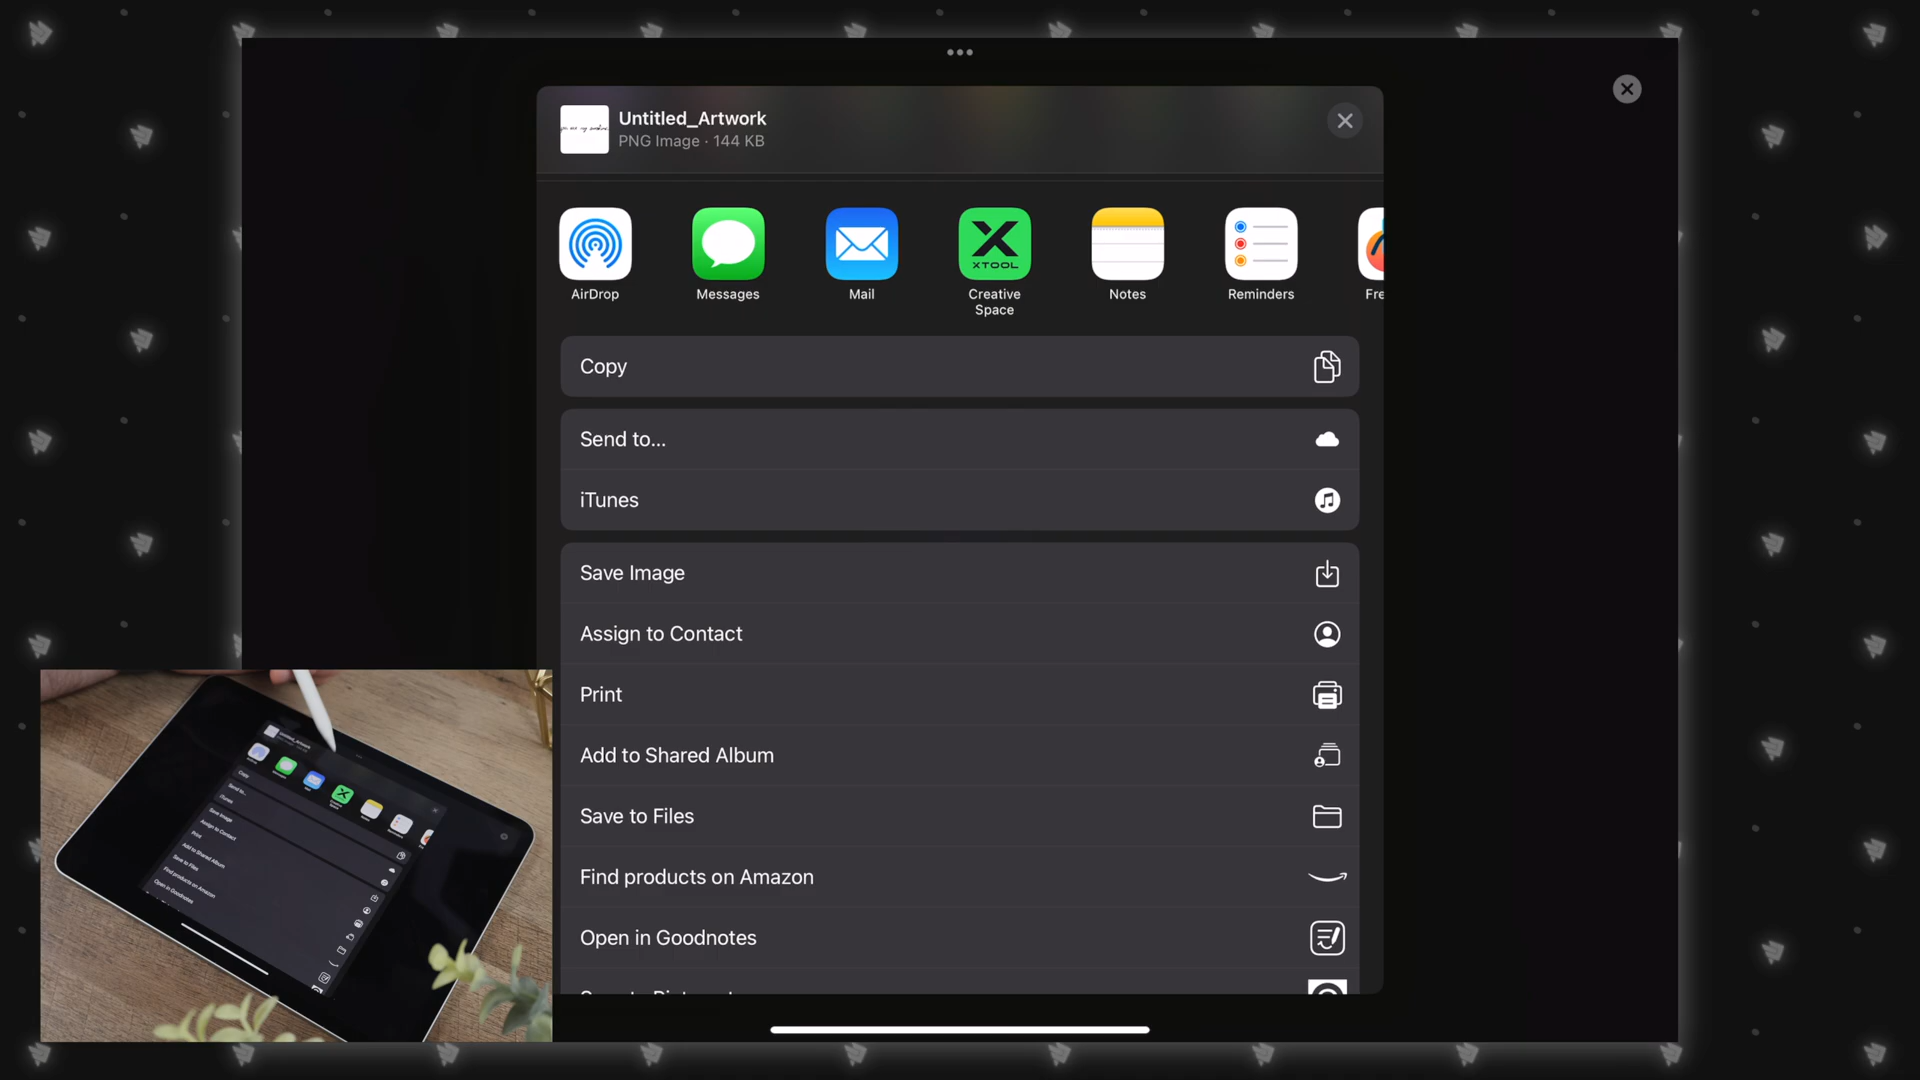 Untitled_Artwork
PNG Image · 144 KB
AirDrop
Messages
Mail
XTOOL
Creative
Space
Notes
Reminders
Fre
Copy
Send to...
iTunes
Save Image
Assign to Contact
Print
Add to Shared Album
Save to Files
Find products on Amazon
Open in Goodnotes